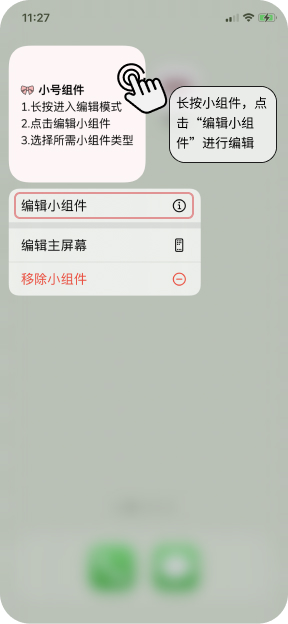 11:27
小号组件
1.长按进入编辑模式
2.点击编辑小组件
3.选择所需小组件类型
长按小组件，点
击“编辑小组
件”进行编辑
编辑小组件
编辑主屏幕
移除小组件